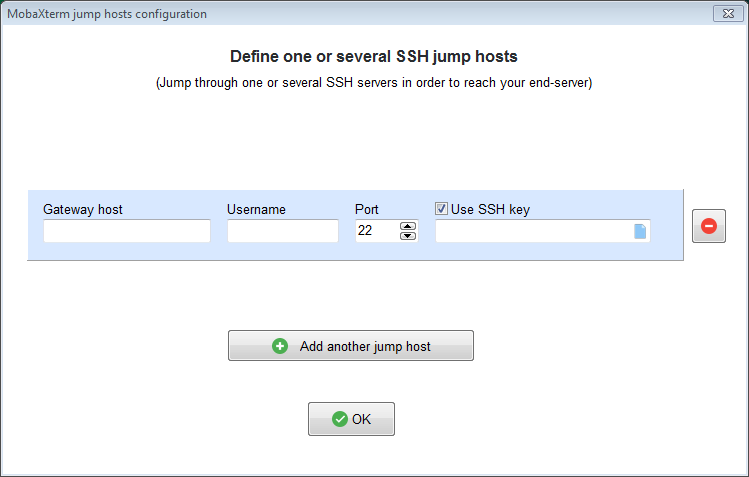 MobaXterm jump hosts configuration
Define one or several SSH jump hosts
(Jump through one or several SSH servers in order to reach your end-server)
Gateway host Username Port Use SSH key
22
Add another jump host
OK